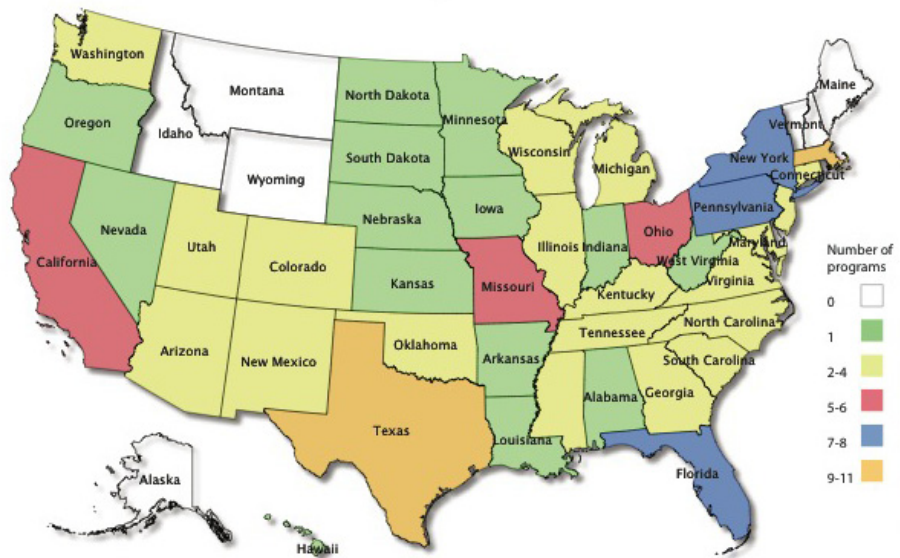 Washington
Montana
North Dakota
Minnesota
Maine
Oregon
Idaho
Vermont
Wisconsin
Michigan
New York
South Dakota
Connecticut
Wyoming
Iowa
Pennsylvania
Nebraska
Nevada
Ohio
Utah
Illinois
Indiana
Maryland
California
Colorado
West Virginia
Kansas
Missouri
Virginia
Kentucky
North Carolina
Tennessee
Arizona
New Mexico
Oklahoma
Arkansas
South Carolina
Georgia
Alabama
Texas
Louisiana
Florida
Alaska
Hawaii
Number of
programs
0
1
2-4
5-6
7-8
9-11